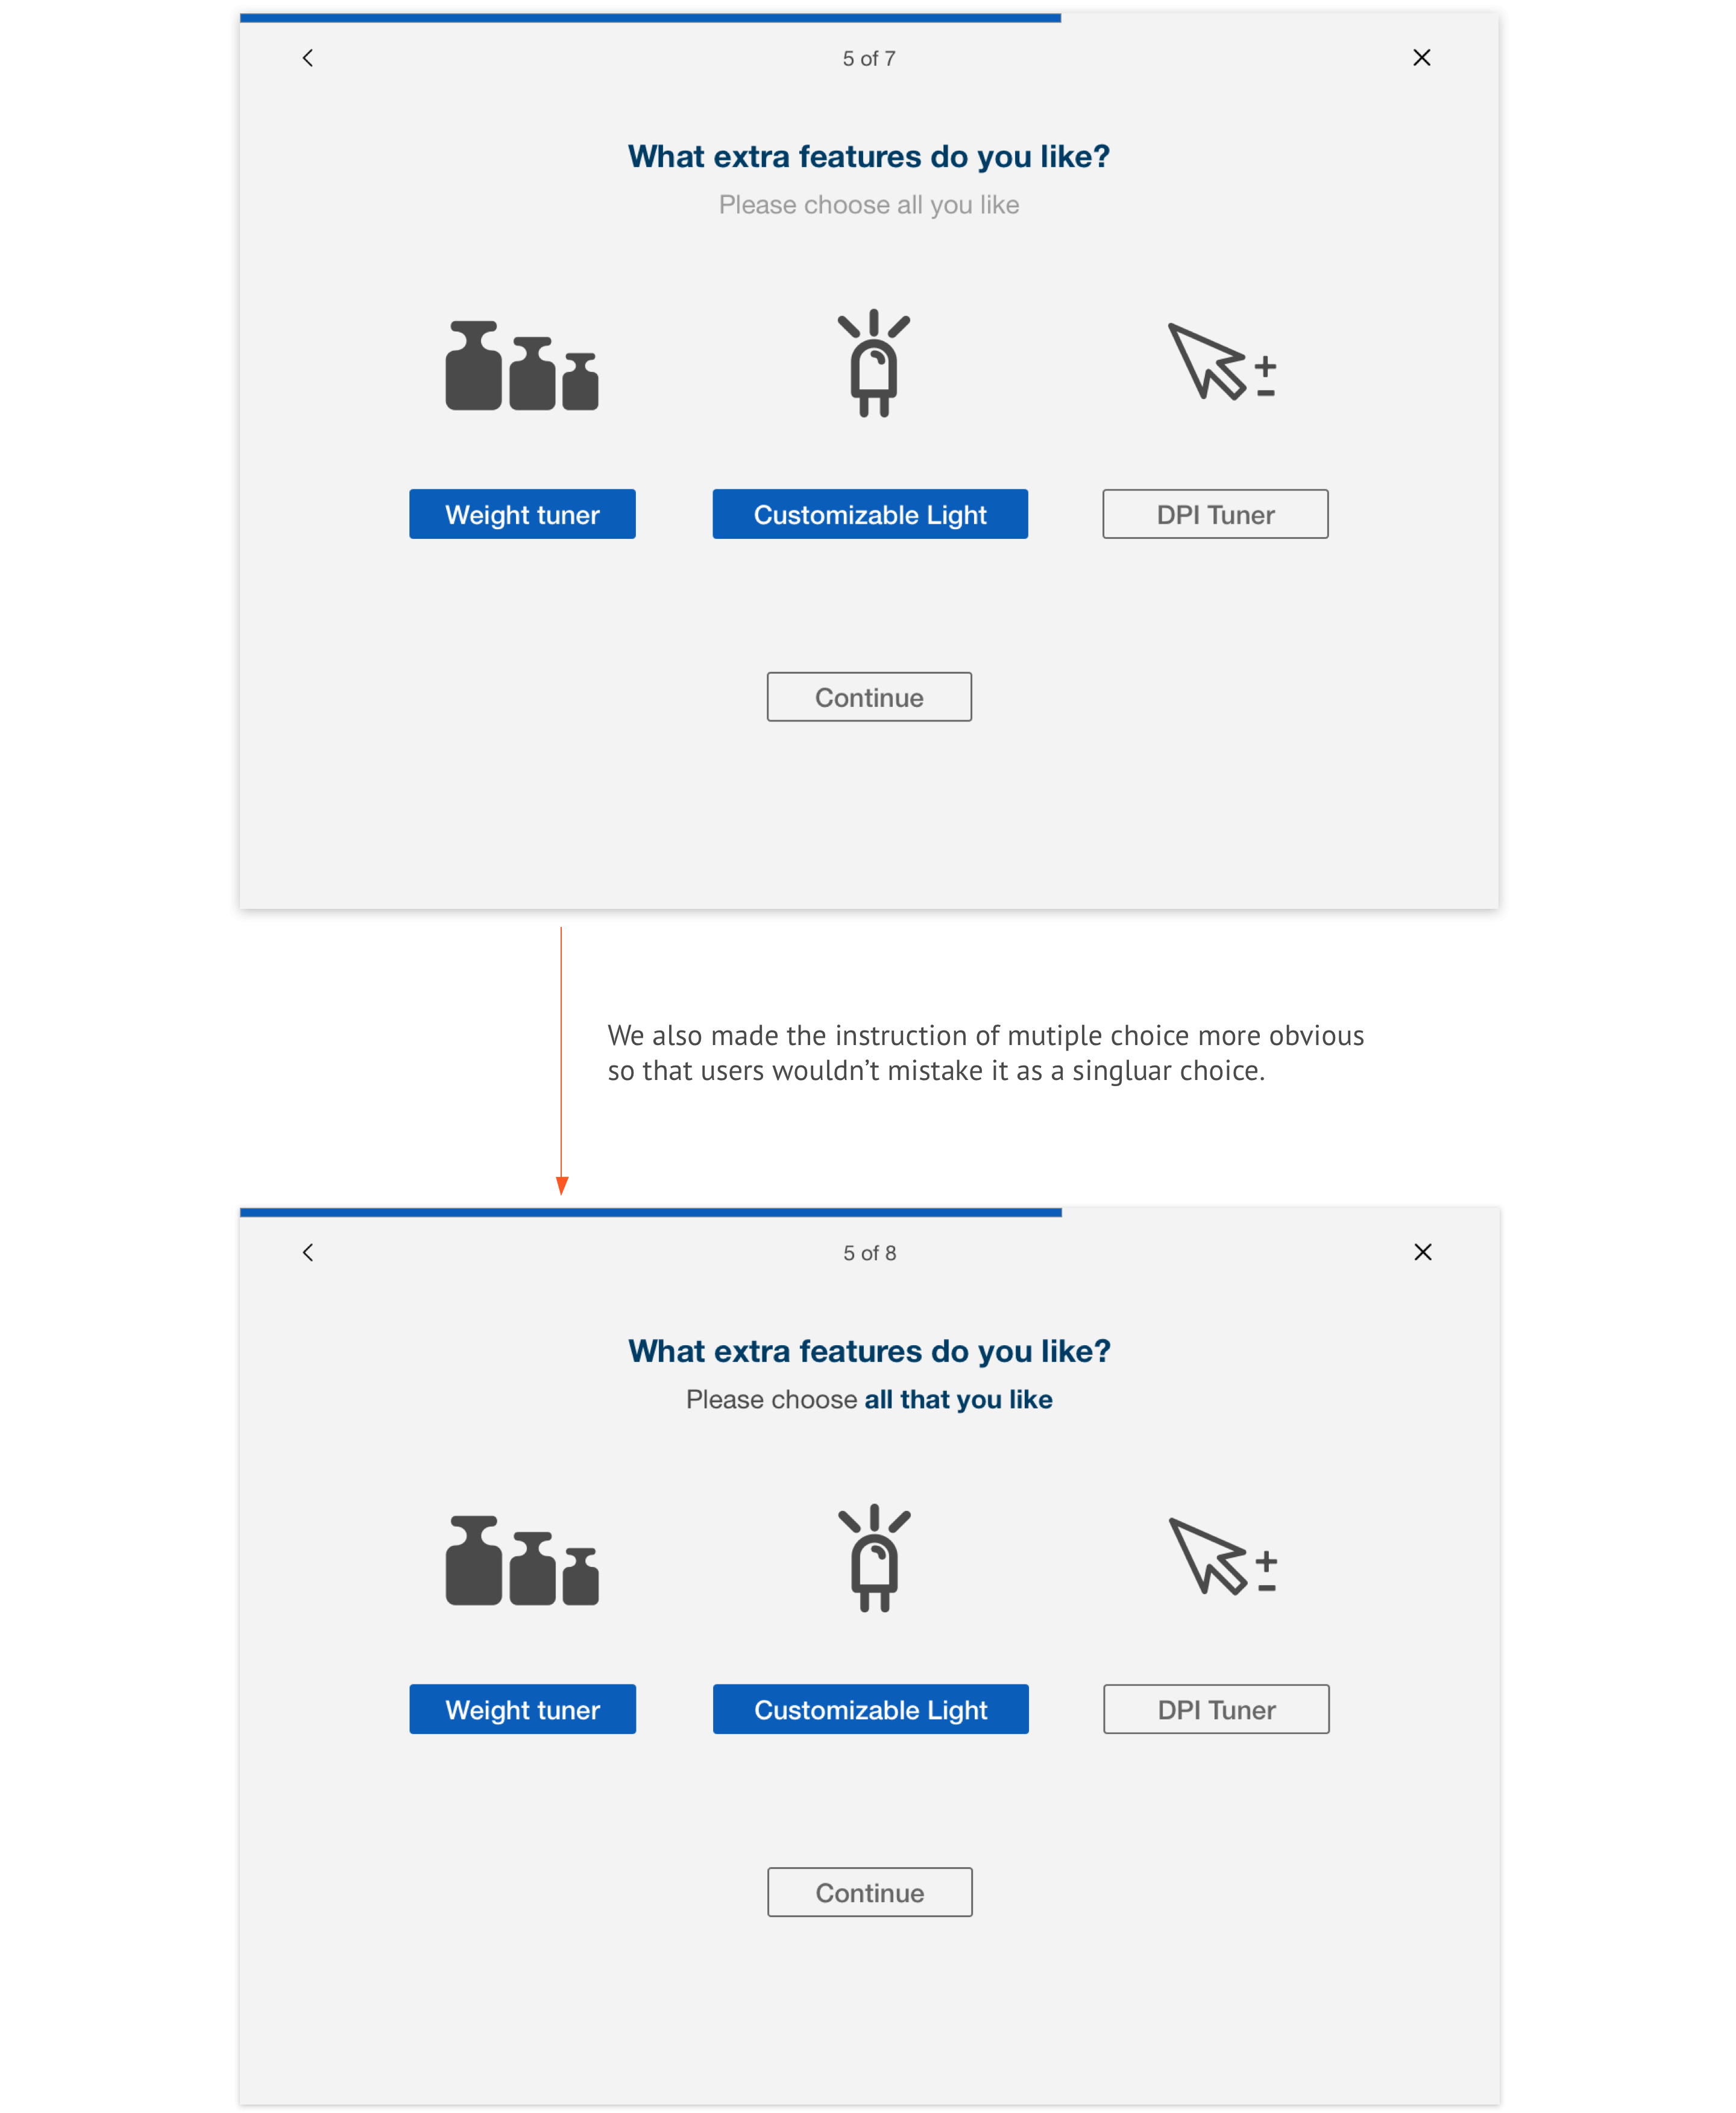 5 of 7
What extra features do you like?
Please choose all you like
Weight tuner
Customizable Light
DPI Tuner
Continue
We also made the instruction of mutiple choice more obvious
so that users wouldn’t mistake it as a singluar choice.
5 of 8
What extra features do you like?
Please choose all that you like
Weight tuner
Customizable Light
DPI Tuner
Continue